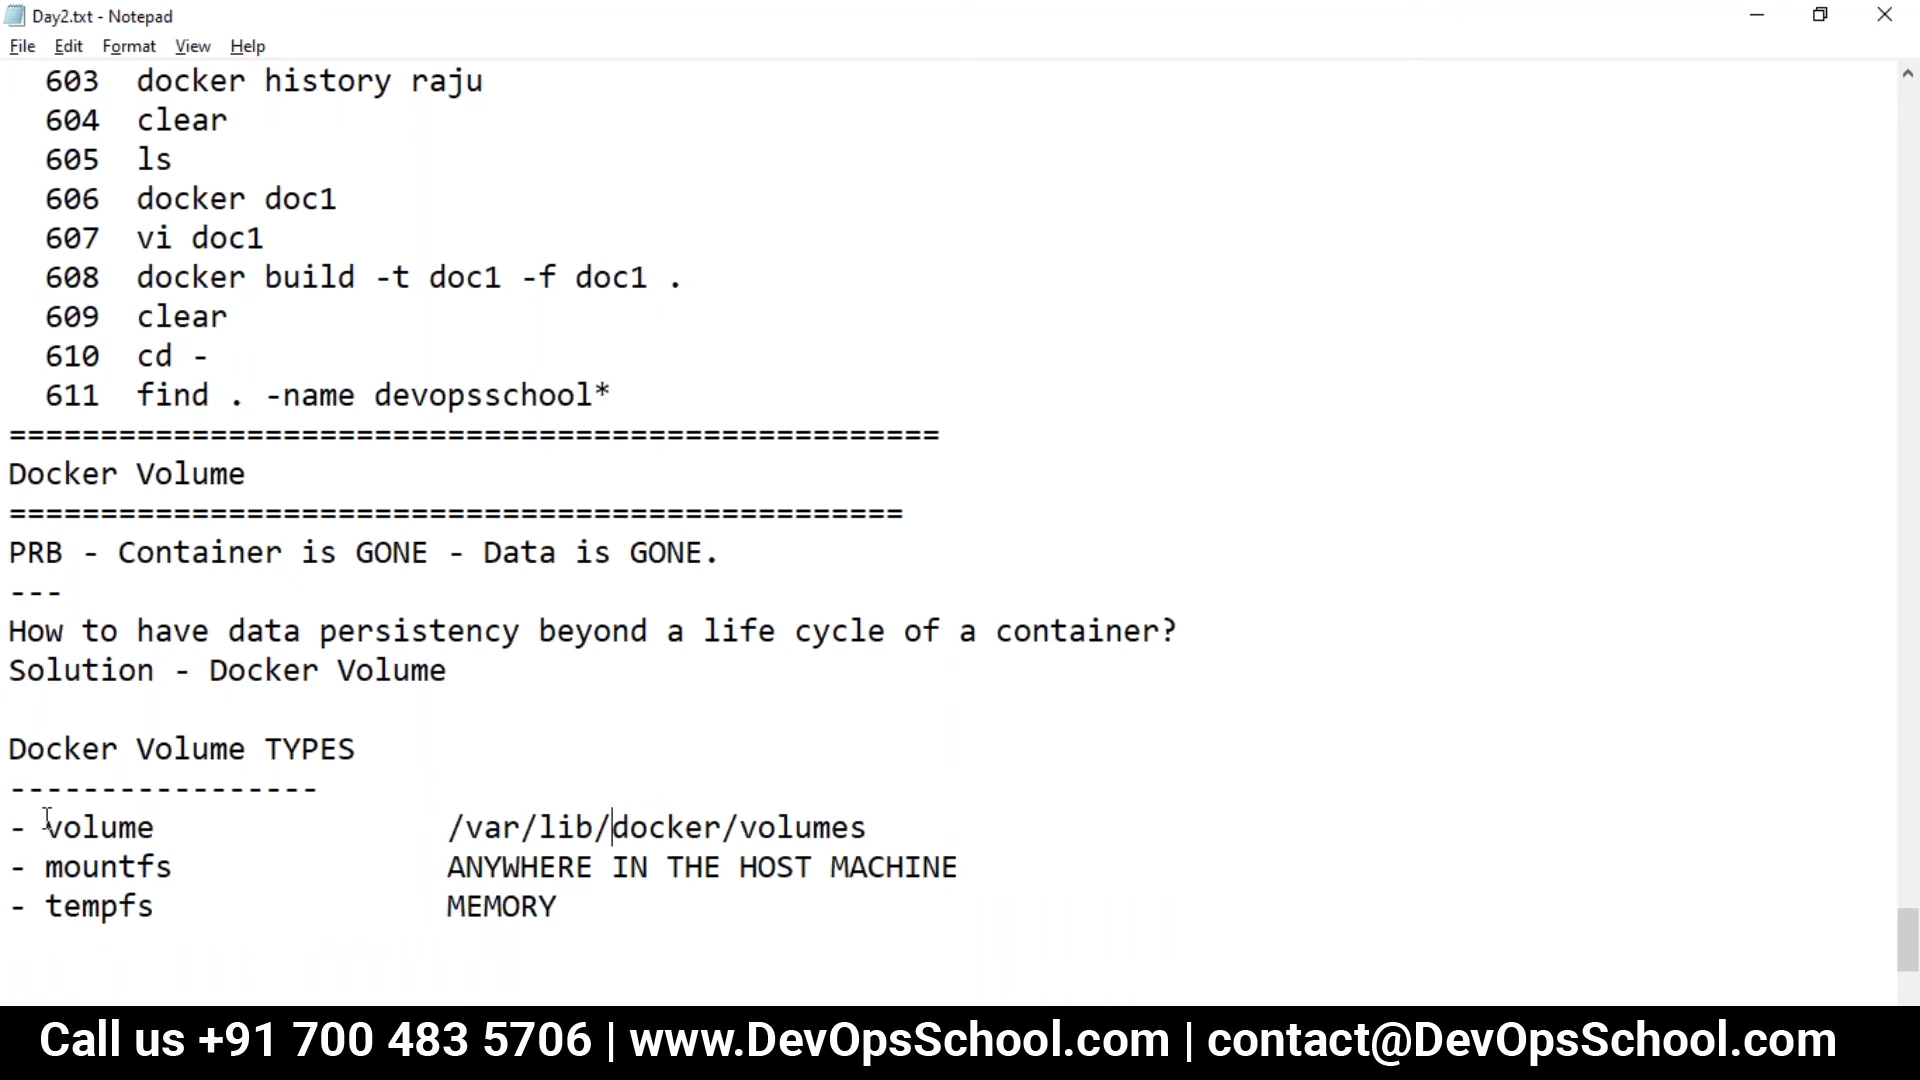 Day2.txt - Notepad
File Edit Format View Help
603 docker history raju
604 clear
605 ls
606 docker doc1
607 vi doc1
608 docker build -t doc1 -f doc1 .
609 clear
610 cd -
611 find . -name devopsschool*
===================================================
Docker Volume
=================================================
PRB - Container is GONE - Data is GONE.
---
How to have data persistency beyond a life cycle of a container?
Solution - Docker Volume
Docker Volume TYPES
-----------------
- volume /var/lib/docker/volumes
- mountfs ANYWHERE IN THE HOST MACHINE
- tempfs MEMORY
Call us +91 700 483 5706 | www.DevOpsSchool.com | contact@DevOpsSchool.com